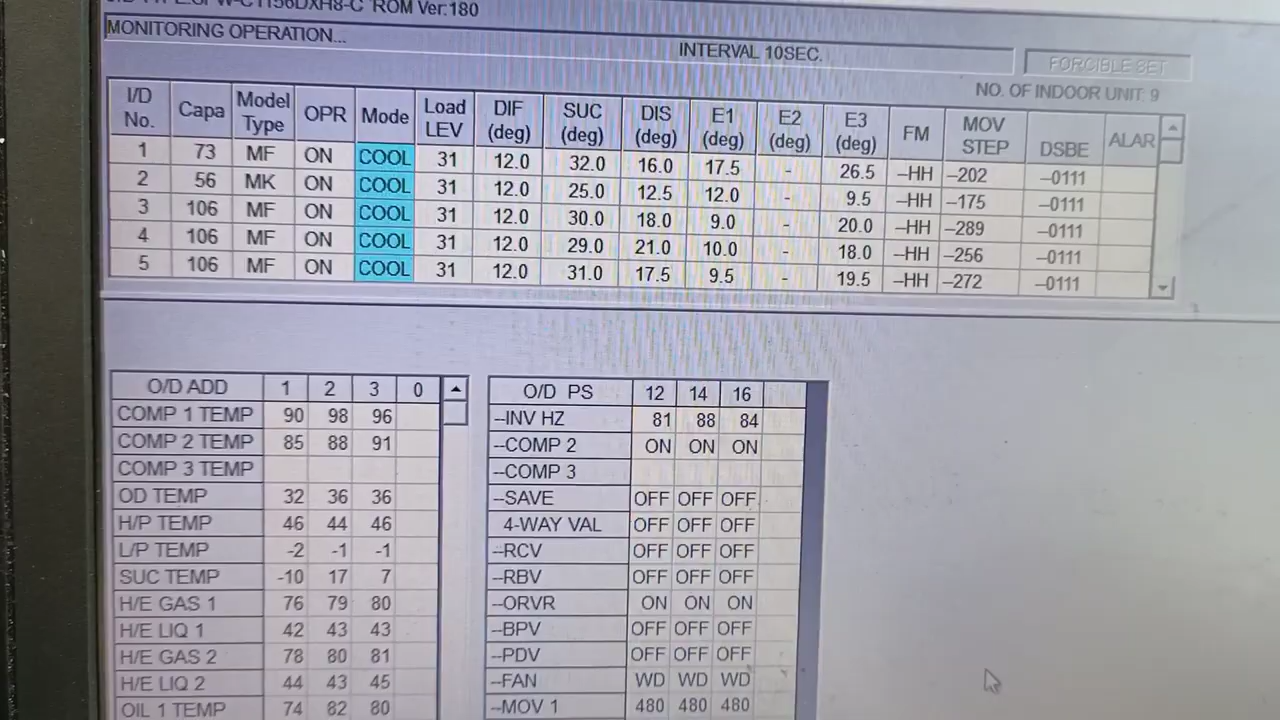 ROM Ver:180
MONITORING OPERATION...
INTERVAL 10SEC.
FORCIBLE SET
NO. OF INDOOR UNIT: 9
I/D No. Capa Model Type OPR Mode Load LEV DIF (deg) SUC (deg) DIS (deg) E1 (deg) E2 (deg) E3 (deg) FM MOV STEP DSBE ALAR
1 73 MF ON COOL 31 12.0 32.0 16.0 17.5 - 26.5 –HH –202 –0111
2 56 MK ON COOL 31 12.0 25.0 12.5 12.0 - 9.5 –HH –175 –0111
3 106 MF ON COOL 31 12.0 30.0 18.0 9.0 - 20.0 –HH –289 –0111
4 106 MF ON COOL 31 12.0 29.0 21.0 10.0 - 18.0 –HH –256 –0111
5 106 MF ON COOL 31 12.0 31.0 17.5 9.5 - 19.5 –HH –272 –0111
O/D ADD 1 2 3 0
COMP 1 TEMP 90 98 96
COMP 2 TEMP 85 88 91
COMP 3 TEMP
OD TEMP 32 36 36
H/P TEMP 46 44 46
L/P TEMP -2 -1 -1
SUC TEMP -10 17 7
H/E GAS 1 76 79 80
H/E LIQ 1 42 43 43
H/E GAS 2 78 80 81
H/E LIQ 2 44 43 45
OIL 1 TEMP 74 82 80
O/D PS 12 14 16
–INV HZ 81 88 84
–COMP 2 ON ON ON
–COMP 3
–SAVE OFF OFF OFF
4-WAY VAL OFF OFF OFF
–RCV OFF OFF OFF
–RBV OFF OFF OFF
–ORVR ON ON ON
–BPV OFF OFF OFF
–PDV OFF OFF OFF
–FAN WD WD WD
–MOV 1 480 480 480